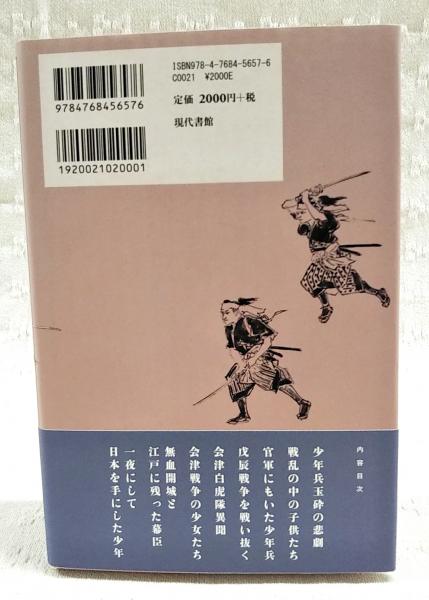 ISBN978-4-7684-5657-6
C0021 ¥2000E
定価 2000円+税
現代書館
9784768456576
1920021020001
内容目次
少年兵玉砕の悲劇
戦乱の中の子供たち
官軍にもいた少年兵
戊辰戦争を戦い抜く
会津白虎隊異聞
会津戦争の少女たち
無血開城と
江戸に残った幕臣
一夜にして
日本を手にした少年